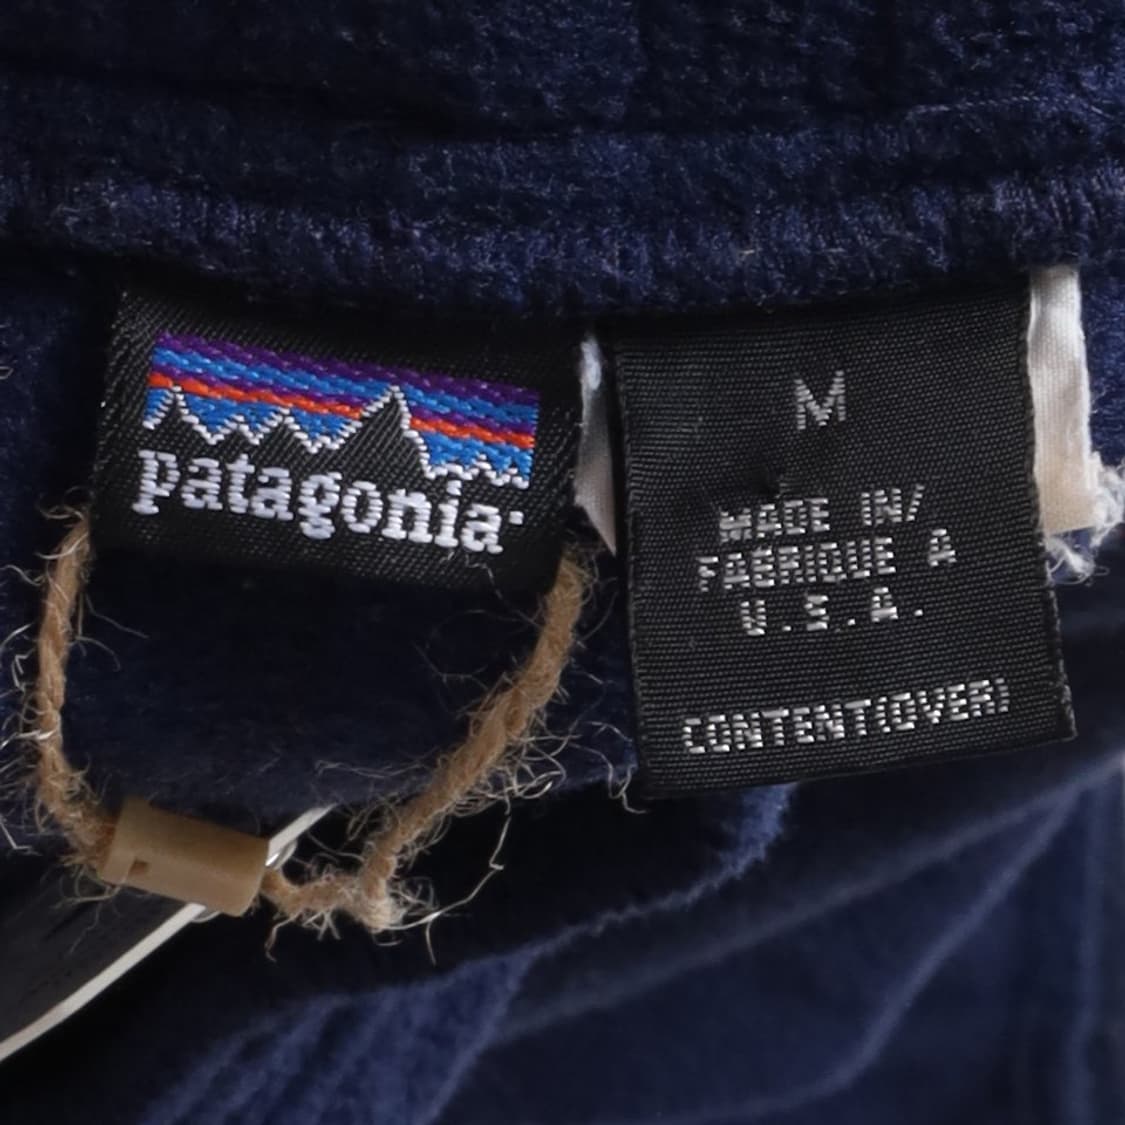 patagonia
M
MADE IN/
FABRIQUE A
U.S.A.
CONTENT(OVER)